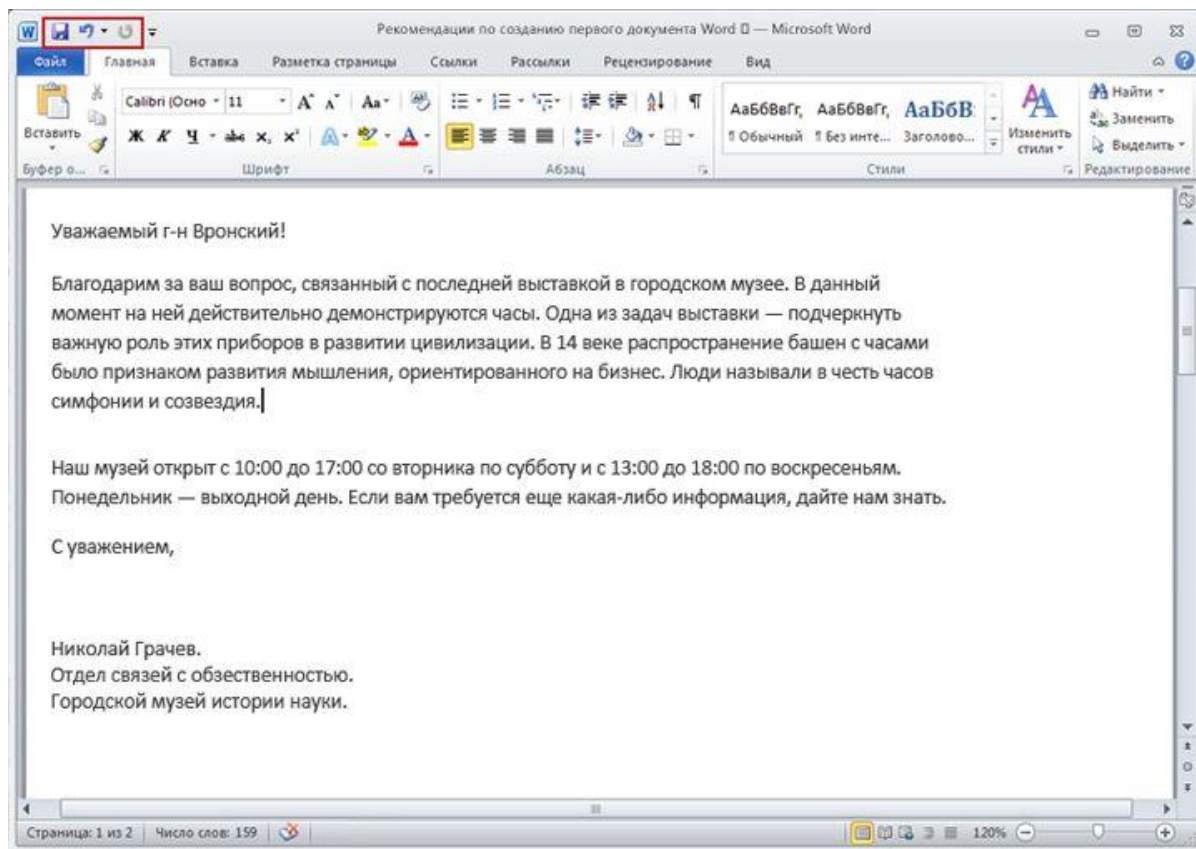 Рекомендации по созданию первого документа Word — Microsoft Word
Файл Главная Вставка Разметка страницы Ссылки Рассылки Рецензирование Вид
Вставить
Calibri (Осно 11
Ж К Ч abc x₂ x²
АаБбВвГг, АаБбВвГг, АаБбВ
¶ Обычный ¶ Без инте... Заголово...
Изменить стили
Найти
Заменить
Выделить
Буфер о... Шрифт Абзац Стили Редактирование
Уважаемый г-н Вронский!
Благодарим за ваш вопрос, связанный с последней выставкой в городском музее. В данный
момент на ней действительно демонстрируются часы. Одна из задач выставки — подчеркнуть
важную роль этих приборов в развитии цивилизации. В 14 веке распространение башен с часами
было признаком развития мышления, ориентированного на бизнес. Люди называли в честь часов
симфонии и созвездия.
Наш музей открыт с 10:00 до 17:00 со вторника по субботу и с 13:00 до 18:00 по воскресеньям.
Понедельник — выходной день. Если вам требуется еще какая-либо информация, дайте нам знать.
С уважением,
Николай Грачев.
Отдел связей с обзественностью.
Городской музей истории науки.
Страница: 1 из 2 Число слов: 159 120%